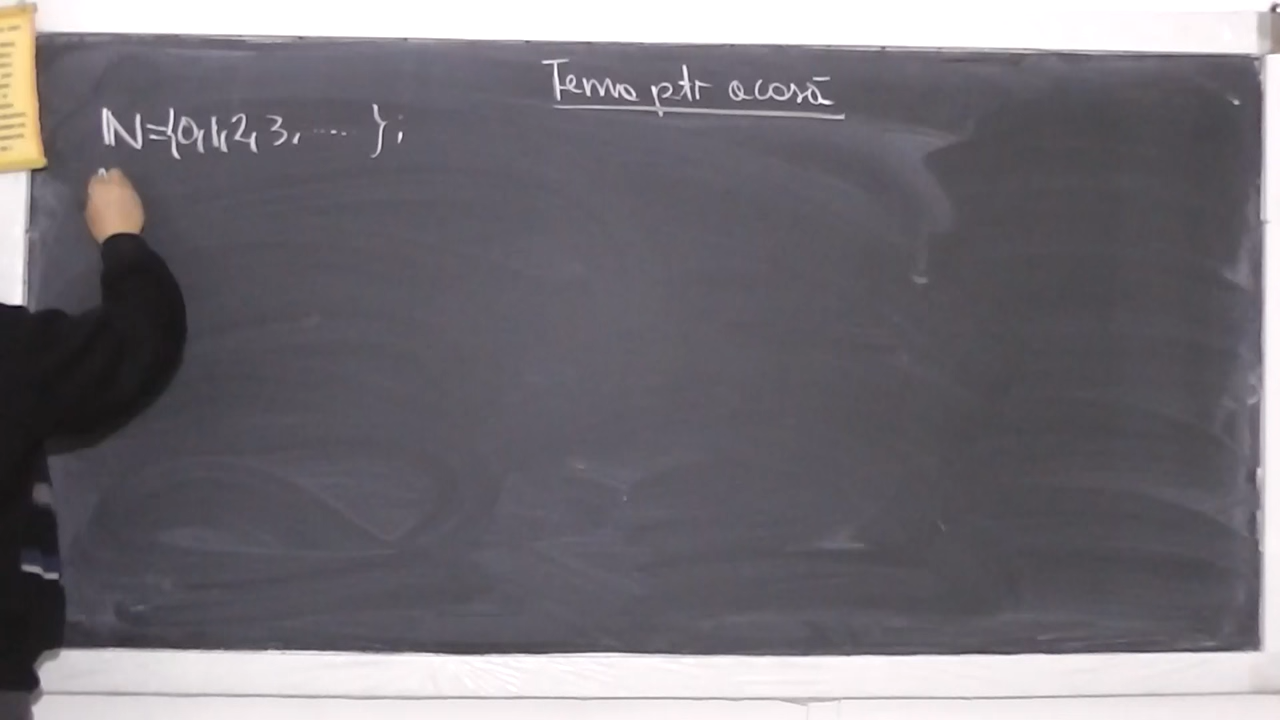 Tema ptr acasă
ℕ={0,1,2,3,.... };